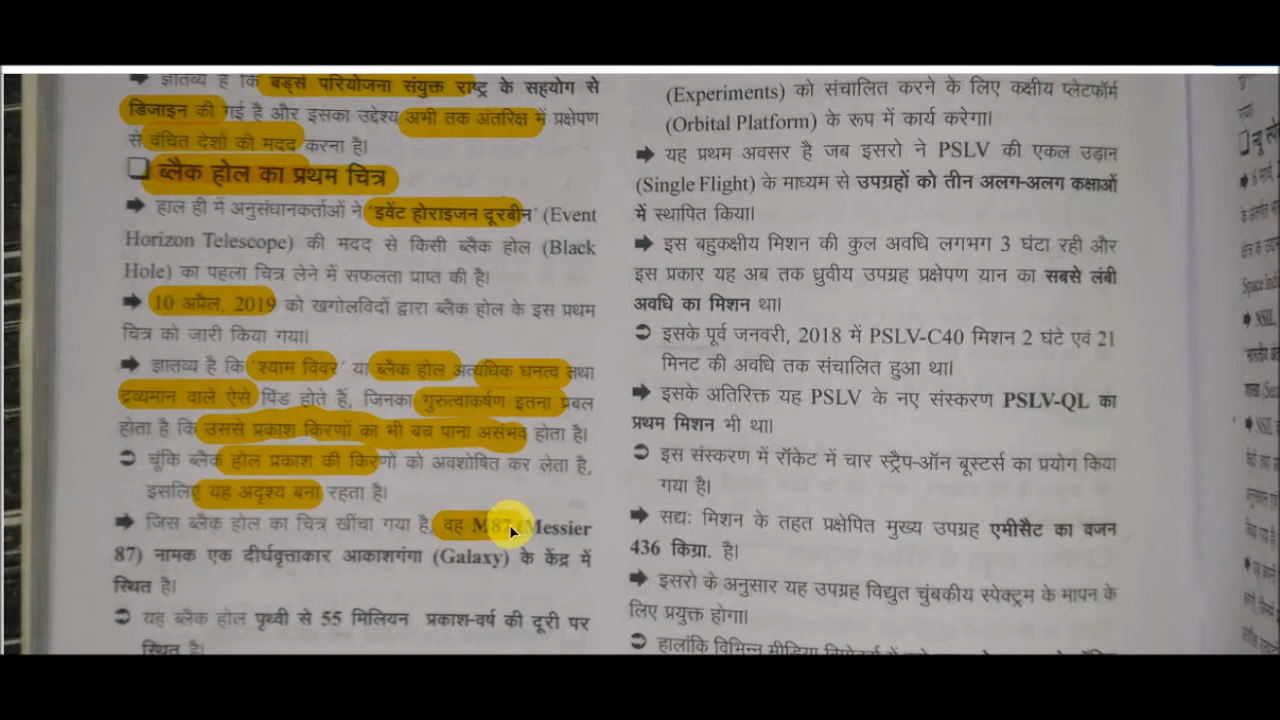 ➡ ज्ञातव्य है कि बर्ड्स परियोजना संयुक्त राष्ट्र के सहयोग से
डिजाइन की गई है और इसका उद्देश्य अभी तक अंतरिक्ष में प्रक्षेपण
से वंचित देशों की मदद करना है।
❑ ब्लैक होल का प्रथम चित्र
➡ हाल ही में अनुसंधानकर्ताओं ने 'इवेंट होराइजन दूरबीन' (Event
Horizon Telescope) की मदद से किसी ब्लैक होल (Black
Hole) का पहला चित्र लेने में सफलता प्राप्त की है।
➡ 10 अप्रैल, 2019 को खगोलविदों द्वारा ब्लैक होल के इस प्रथम
चित्र को जारी किया गया।
➡ ज्ञातव्य है कि 'श्याम विवर' या ब्लैक होल अत्यधिक घनत्व तथा
द्रव्यमान वाले ऐसे पिंड होते हैं, जिनका गुरुत्वाकर्षण इतना प्रबल
होता है कि उससे प्रकाश किरणों का भी बच पाना असंभव होता है।
➲ चूंकि ब्लैक होल प्रकाश की किरणों को अवशोषित कर लेता है,
इसलिए यह अदृश्य बना रहता है।
➡ जिस ब्लैक होल का चित्र खींचा गया है, वह M87 (Messier
87) नामक एक दीर्घवृत्ताकार आकाशगंगा (Galaxy) के केंद्र में
स्थित है।
➲ यह ब्लैक होल पृथ्वी से 55 मिलियन प्रकाश-वर्ष की दूरी पर
स्थित है।
(Experiments) को संचालित करने के लिए कक्षीय प्लेटफॉर्म
(Orbital Platform) के रूप में कार्य करेगा।
➡ यह प्रथम अवसर है जब इसरो ने PSLV की एकल उड़ान
(Single Flight) के माध्यम से उपग्रहों को तीन अलग-अलग कक्षाओं
में स्थापित किया।
➡ इस बहुकक्षीय मिशन की कुल अवधि लगभग 3 घंटा रही और
इस प्रकार यह अब तक ध्रुवीय उपग्रह प्रक्षेपण यान का सबसे लंबी
अवधि का मिशन था।
➲ इसके पूर्व जनवरी, 2018 में PSLV-C40 मिशन 2 घंटे एवं 21
मिनट की अवधि तक संचालित हुआ था।
➡ इसके अतिरिक्त यह PSLV के नए संस्करण PSLV-QL का
प्रथम मिशन भी था।
➲ इस संस्करण में रॉकेट में चार स्ट्रैप-ऑन बूस्टर्स का प्रयोग किया
गया है।
➡ सद्यः मिशन के तहत प्रक्षेपित मुख्य उपग्रह एमीसैट का वजन
436 किग्रा. है।
➡ इसरो के अनुसार यह उपग्रह विद्युत चुंबकीय स्पेक्ट्रम के मापन के
लिए प्रयुक्त होगा।
➲ हालांकि विभिन्न मीडिया
❑ न्यू
➡ 6 मार्च,
Space
➡ NSIL